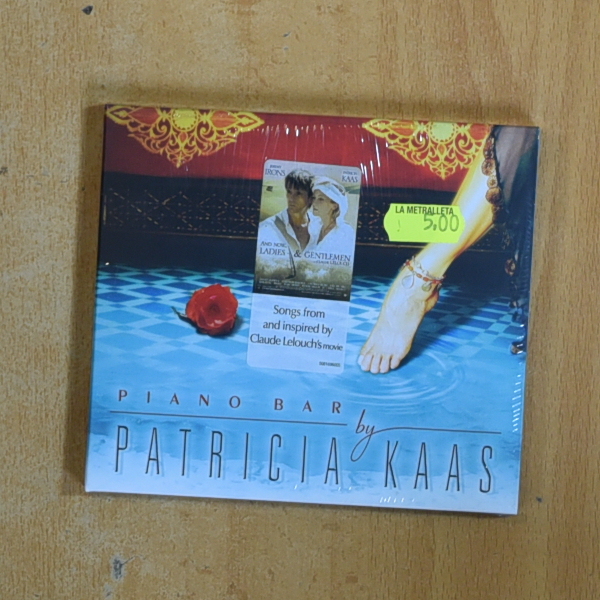 IRONS KAAS
LA METRALLETA
5,00
AND NOW...
LADIES & GENTLEMEN
Songs from
and inspired by
Claude Lelouch's movie
PIANO BAR
by
PATRICIA KAAS